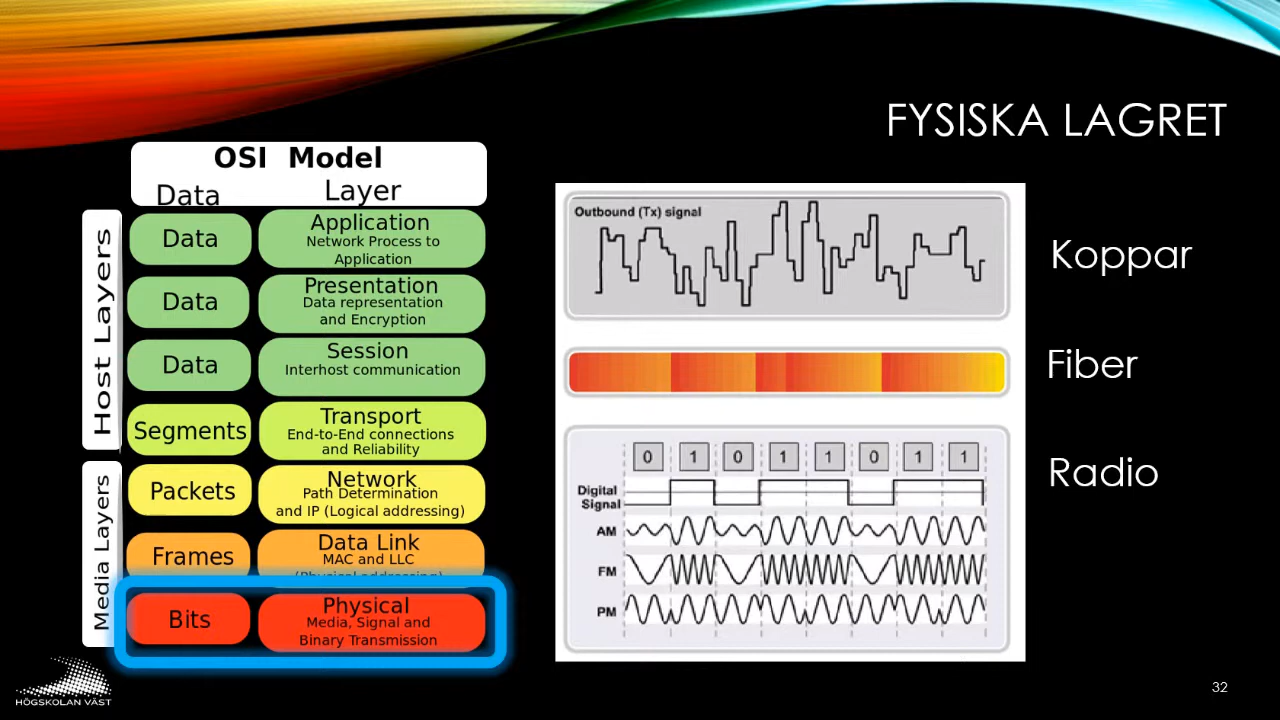 FYSISKA LAGRET
OSI Model
Data Layer
Host Layers
Data
Application
Network Process to
Application
Data
Presentation
Data representation
and Encryption
Data
Session
Interhost communication
Segments
Transport
End-to-End connections
and Reliability
Media Layers
Packets
Network
Path Determination
and IP (Logical addressing)
Frames
Data Link
MAC and LLC
(Physical addressing)
Bits
Physical
Media, Signal and
Binary Transmission
Outbound (Tx) signal
Koppar
Fiber
Radio
0 1 0 1 1 0 1 1
Digital
Signal
AM
FM
PM
HÖGSKOLAN VÄST
32